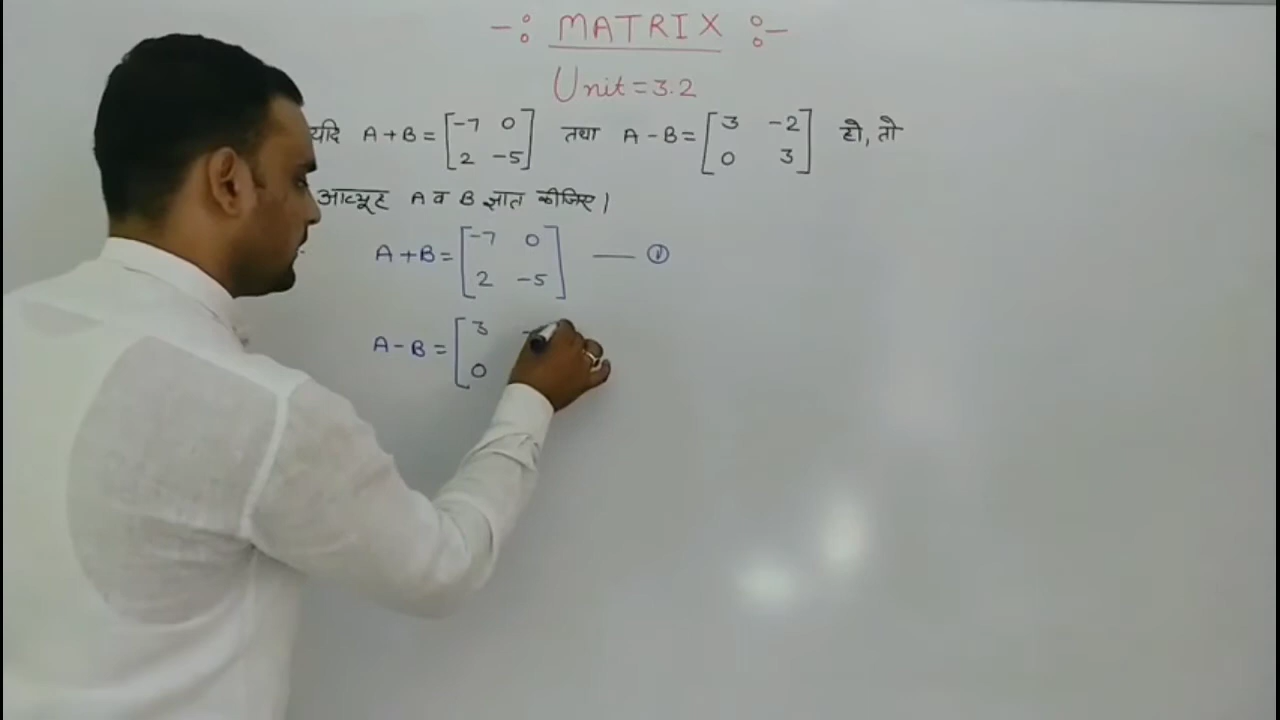 -: MATRIX :-
Unit = 3.2
यदि A + B = [-7 0 तथा A - B = [3 -2 हो, तो
2 -5] 0 3]
आव्यूह A व B ज्ञात कीजिए।
A + B = [-7 0 —— ①
2 -5]
A - B = [3
0